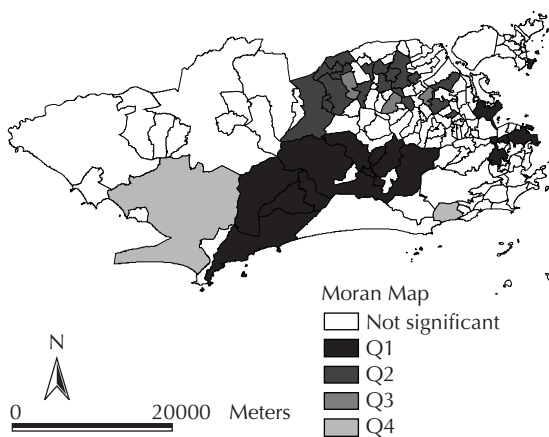 Moran Map
Not significant
Q1
Q2
Q3
Q4
N
0 20000 Meters